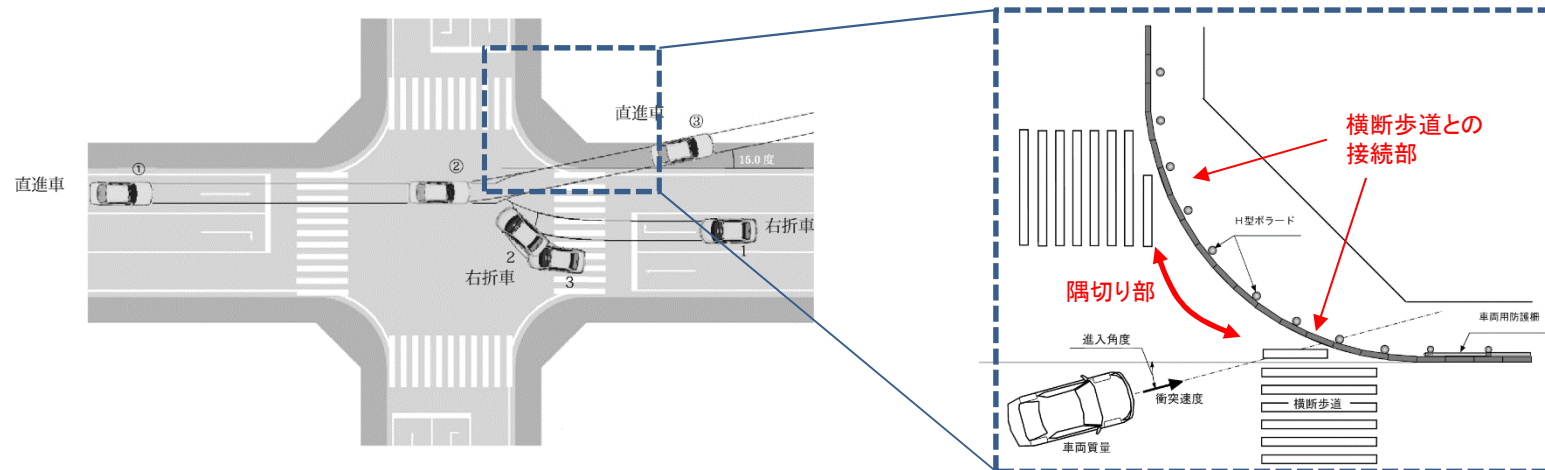 直進車
①
②
直進車
③
15.0 度
右折車
1
2
右折車
3
横断歩道との
接続部
H型ボラード
隅切り部
車両用防護柵
進入角度
衝突速度
横断歩道
車両質量